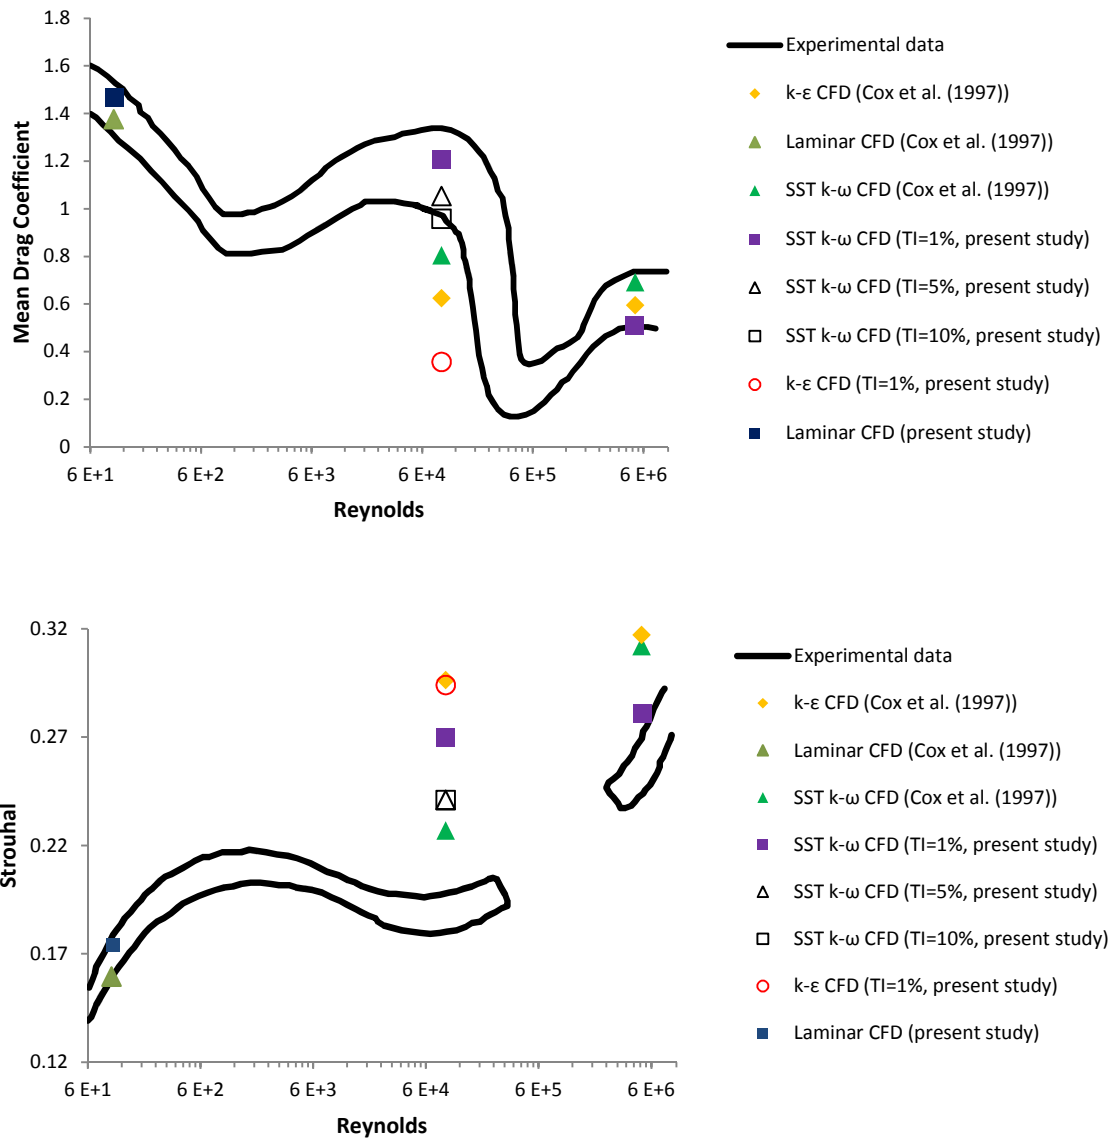 1.8
1.6
1.4
1.2
1
0.8
0.6
0.4
0.2
0
Mean Drag Coefficient
6 E+1 6 E+2 6 E+3 6 E+4 6 E+5 6 E+6
Reynolds
Experimental data
k-ε CFD (Cox et al. (1997))
Laminar CFD (Cox et al. (1997))
SST k-ω CFD (Cox et al. (1997))
SST k-ω CFD (TI=1%, present study)
SST k-ω CFD (TI=5%, present study)
SST k-ω CFD (TI=10%, present study)
k-ε CFD (TI=1%, present study)
Laminar CFD (present study)
0.32
0.27
0.22
0.17
0.12
Strouhal
6 E+1 6 E+2 6 E+3 6 E+4 6 E+5 6 E+6
Reynolds
Experimental data
k-ε CFD (Cox et al. (1997))
Laminar CFD (Cox et al. (1997))
SST k-ω CFD (Cox et al. (1997))
SST k-ω CFD (TI=1%, present study)
SST k-ω CFD (TI=5%, present study)
SST k-ω CFD (TI=10%, present study)
k-ε CFD (TI=1%, present study)
Laminar CFD (present study)